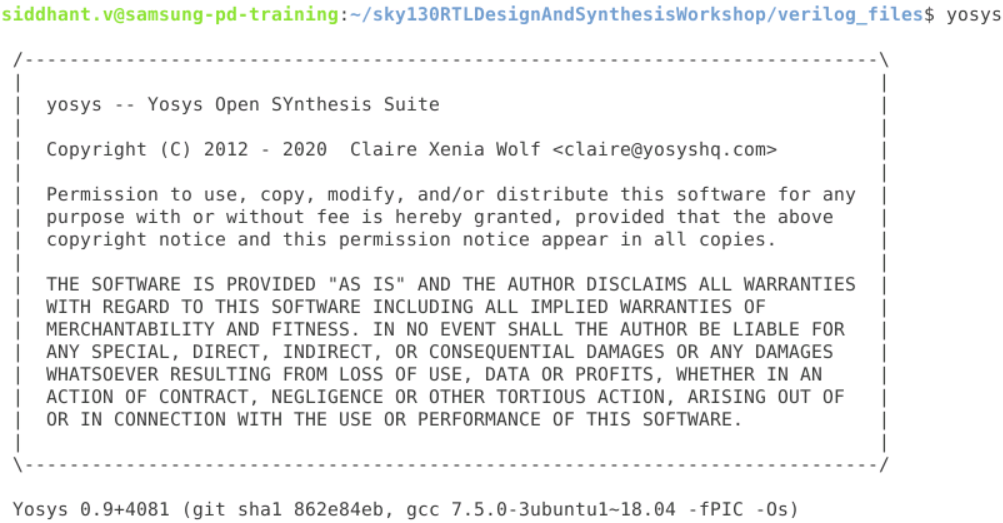 siddhant.v@samsung-pd-training:~/sky130RTLDesignAndSynthesisWorkshop/verilog_files$ yosys
/----------------------------------------------------------------------------\
|                                                                            |
|  yosys -- Yosys Open SYnthesis Suite                                       |
|                                                                            |
|  Copyright (C) 2012 - 2020  Claire Xenia Wolf <claire@yosyshq.com>         |
|                                                                            |
|  Permission to use, copy, modify, and/or distribute this software for any  |
|  purpose with or without fee is hereby granted, provided that the above    |
|  copyright notice and this permission notice appear in all copies.         |
|                                                                            |
|  THE SOFTWARE IS PROVIDED "AS IS" AND THE AUTHOR DISCLAIMS ALL WARRANTIES  |
|  WITH REGARD TO THIS SOFTWARE INCLUDING ALL IMPLIED WARRANTIES OF          |
|  MERCHANTABILITY AND FITNESS. IN NO EVENT SHALL THE AUTHOR BE LIABLE FOR   |
|  ANY SPECIAL, DIRECT, INDIRECT, OR CONSEQUENTIAL DAMAGES OR ANY DAMAGES    |
|  WHATSOEVER RESULTING FROM LOSS OF USE, DATA OR PROFITS, WHETHER IN AN     |
|  ACTION OF CONTRACT, NEGLIGENCE OR OTHER TORTIOUS ACTION, ARISING OUT OF   |
|  OR IN CONNECTION WITH THE USE OR PERFORMANCE OF THIS SOFTWARE.            |
|                                                                            |
\----------------------------------------------------------------------------/
Yosys 0.9+4081 (git sha1 862e84eb, gcc 7.5.0-3ubuntu1~18.04 -fPIC -Os)